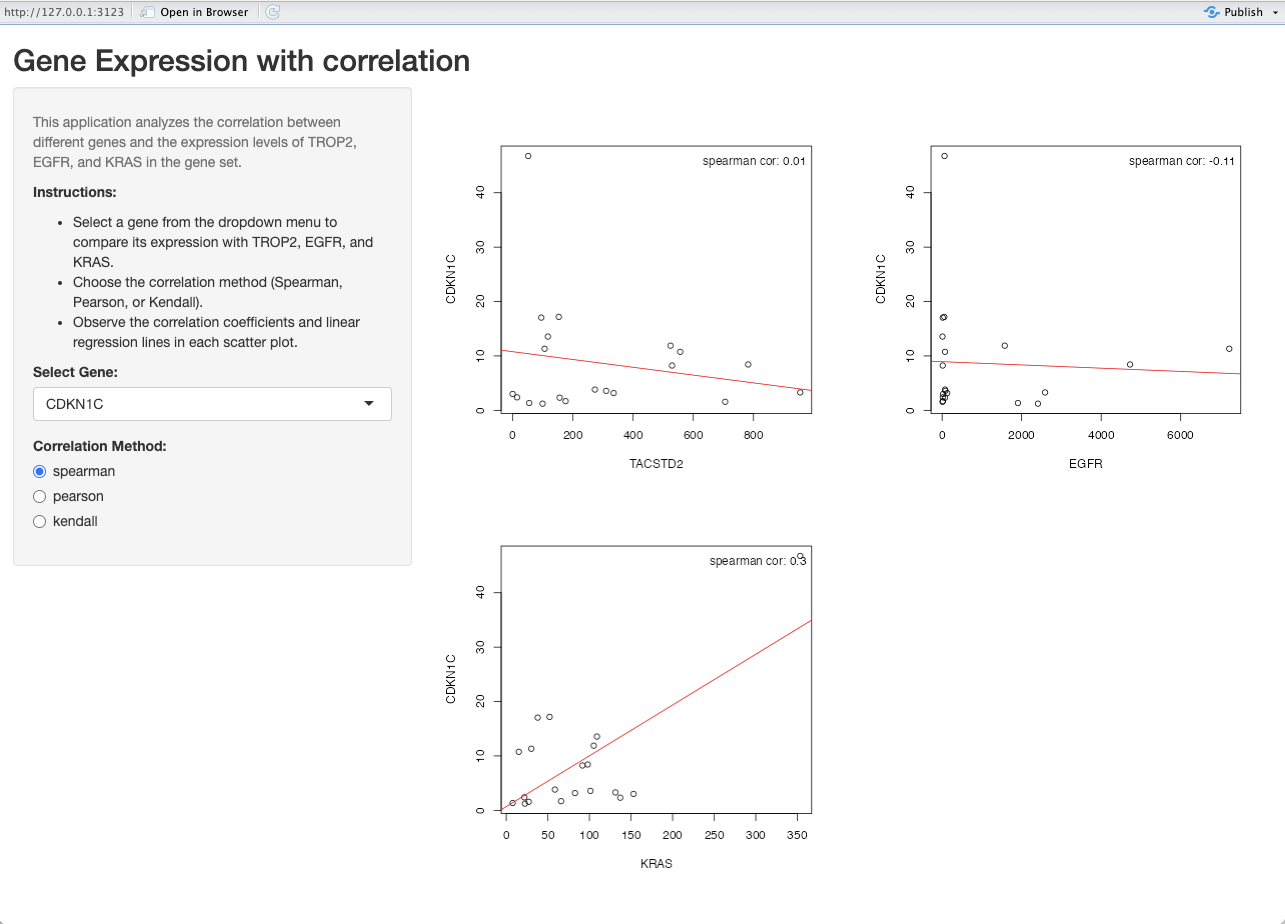 http://127.0.0.1:3123 Open in Browser Publish
Gene Expression with correlation
This application analyzes the correlation between
different genes and the expression levels of TROP2,
EGFR, and KRAS in the gene set.
Instructions:
• Select a gene from the dropdown menu to
compare its expression with TROP2, EGFR, and
KRAS.
• Choose the correlation method (Spearman,
Pearson, or Kendall).
• Observe the correlation coefficients and linear
regression lines in each scatter plot.
Select Gene:
CDKN1C
Correlation Method:
spearman
pearson
kendall
spearman cor: 0.01
CDKN1C
0 10 20 30 40
0 200 400 600 800
TACSTD2
spearman cor: -0.11
CDKN1C
0 10 20 30 40
0 2000 4000 6000
EGFR
spearman cor: 0.3
CDKN1C
0 10 20 30 40
0 50 100 150 200 250 300 350
KRAS